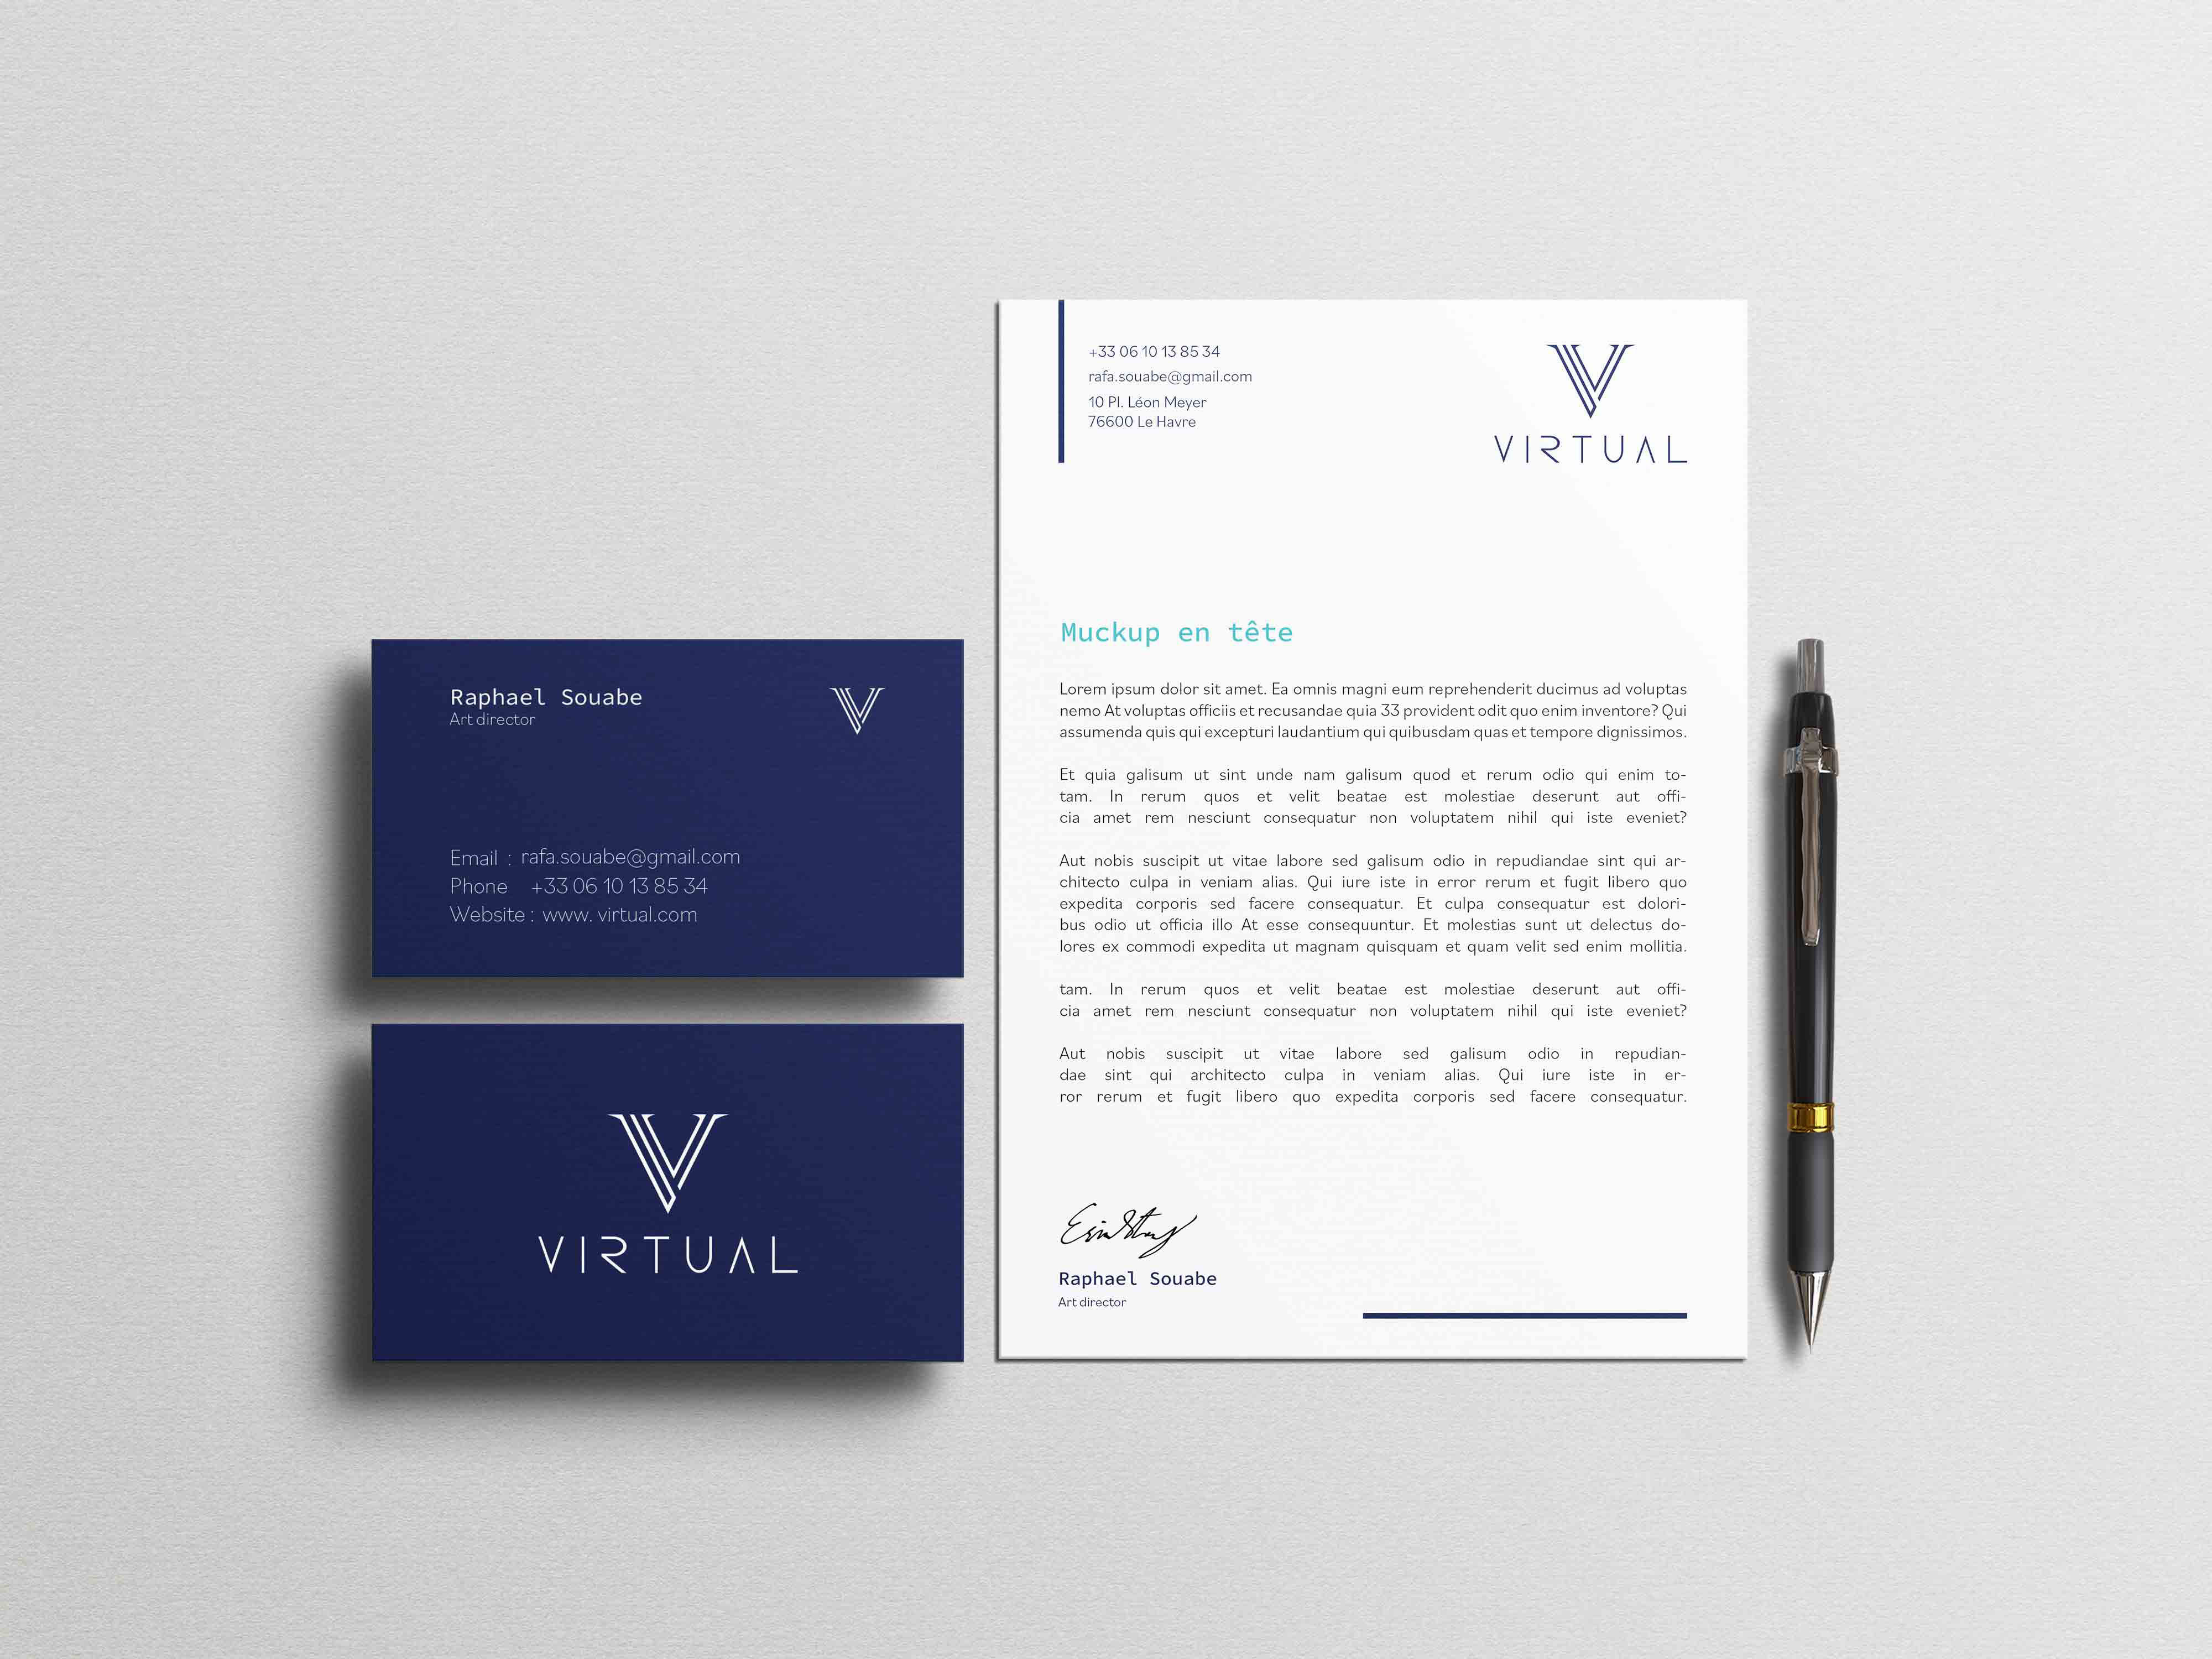 Raphael Souabe
Art director
Email : rafa.souabe@gmail.com
Phone +33 06 10 13 85 34
Website : www. virtual.com
VIRTUAL
+33 06 10 13 85 34
rafa.souabe@gmail.com
10 Pl. Léon Meyer
76600 Le Havre
VIRTUAL
Muckup en tête
Lorem ipsum dolor sit amet. Ea omnis magni eum reprehenderit ducimus ad voluptas
nemo At voluptas officiis et recusandae quia 33 provident odit quo enim inventore? Qui
assumenda quis qui excepturi laudantium qui quibusdam quas et tempore dignissimos.
Et quia galisum ut sint unde nam galisum quod et rerum odio qui enim to-
tam. In rerum quos et velit beatae est molestiae deserunt aut offi-
cia amet rem nesciunt consequatur non voluptatem nihil qui iste eveniet?
Aut nobis suscipit ut vitae labore sed galisum odio in repudiandae sint qui ar-
chitecto culpa in veniam alias. Qui iure iste in error rerum et fugit libero quo
expedita corporis sed facere consequatur. Et culpa consequatur est dolori-
bus odio ut officia illo At esse consequuntur. Et molestias sunt ut delectus do-
lores ex commodi expedita ut magnam quisquam et quam velit sed enim mollitia.
tam. In rerum quos et velit beatae est molestiae deserunt aut offi-
cia amet rem nesciunt consequatur non voluptatem nihil qui iste eveniet?
Aut nobis suscipit ut vitae labore sed galisum odio in repudian-
dae sint qui architecto culpa in veniam alias. Qui iure iste in er-
ror rerum et fugit libero quo expedita corporis sed facere consequatur.
Raphael Souabe
Art director